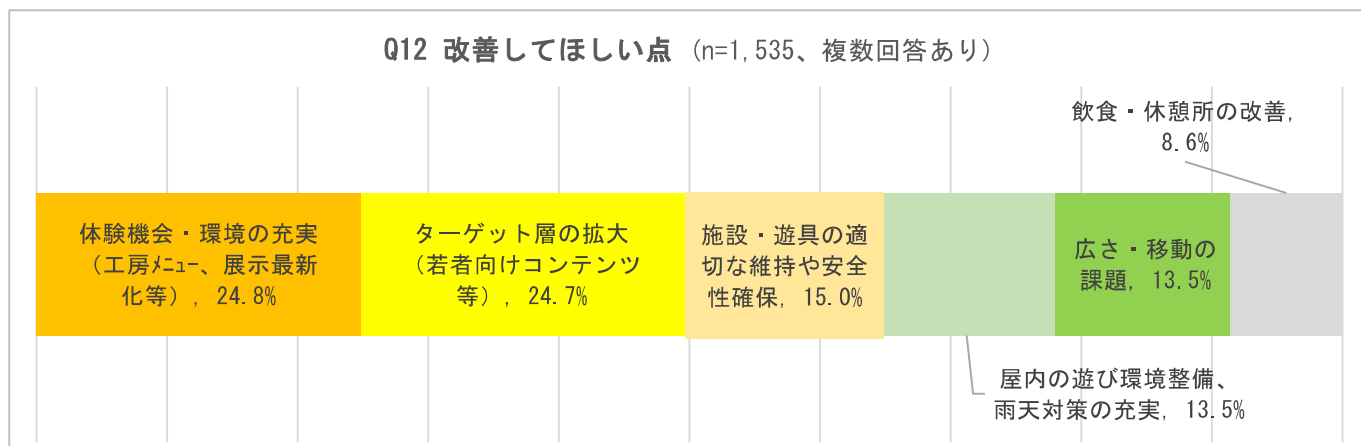 Q12 改善してほしい点 (n=1,535、複数回答あり)
飲食・休憩所の改善,
8.6%
体験機会・環境の充実
(工房ﾒﾆｭｰ、展示最新
化等), 24.8%
ターゲット層の拡大
(若者向けコンテンツ
等), 24.7%
施設・遊具の適
切な維持や安全
性確保, 15.0%
広さ・移動の
課題, 13.5%
屋内の遊び環境整備、
雨天対策の充実, 13.5%